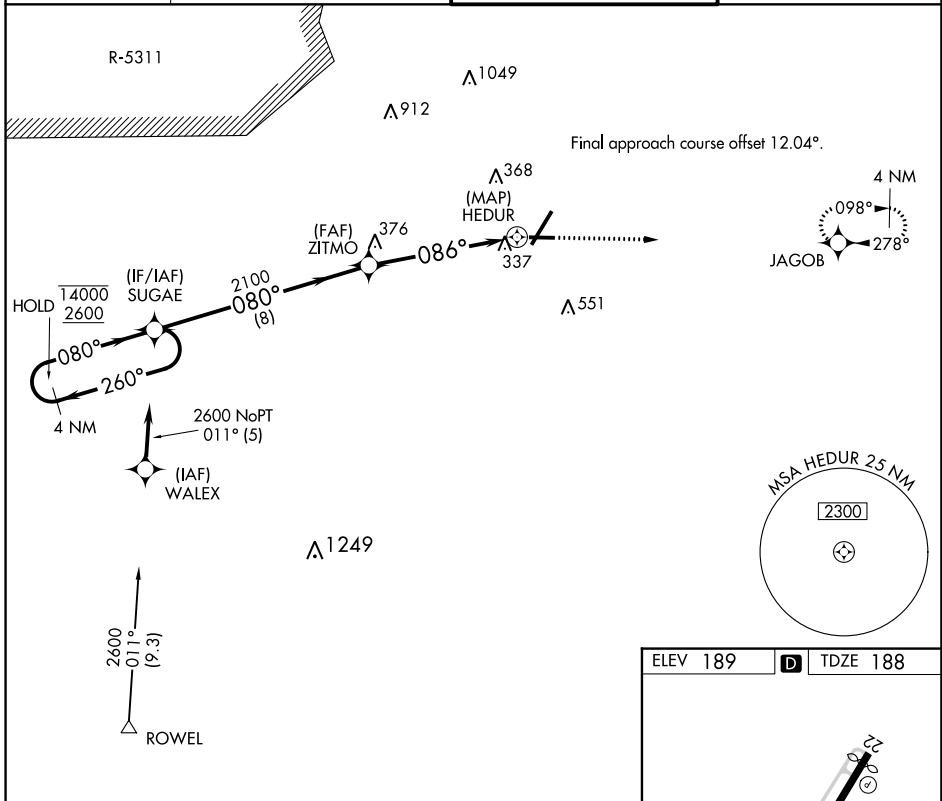 R-5311
1049
912
Final approach course offset 12.04°.
368
4 NM
(MAP)
HEDUR
098°
(FAF)
ZITMO
376
086°
278°
337
JAGOB
(IF/IAF)
SUGAE
2100
080°
(8)
HOLD
14000
2600
551
080°
260°
4 NM
2600 NoPT
011° (5)
(IAF)
WALEX
MSA HEDUR 25 NM
2300
1249
2600
011°
(9.3)
ROWEL
ELEV 189
D
TDZE 188
22
P